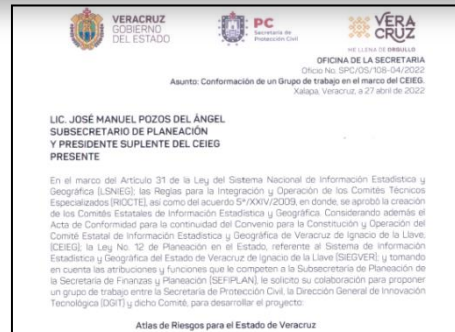 VERACRUZ
GOBIERNO
DEL ESTADO
PC
Secretaría de
Protección Civil
VERA
CRUZ
ME LLENA DE ORGULLO
OFICINA DE LA SECRETARIA
Oficio No. SPC/OS/108-04/2022
Asunto: Conformación de un Grupo de trabajo en el marco del CEIEG.
Xalapa, Veracruz, a 27 abril de 2022
LIC. JOSÉ MANUEL POZOS DEL ÁNGEL
SUBSECRETARIO DE PLANEACIÓN
Y PRESIDENTE SUPLENTE DEL CEIEG
PRESENTE
En el marco del Artículo 31 de la Ley del Sistema Nacional de Información Estadística y
Geográfica (LSNIEG); las Reglas para la Integración y Operación de los Comités Técnicos
Especializados (RIOCTE), así como del acuerdo 5ª/XXIV/2009, en donde, se aprobó la creación
de los Comités Estatales de Información Estadística y Geográfica. Considerando además el
Acta de Conformidad para la continuidad del Convenio para la Constitución y Operación del
Comité Estatal de Información Estadística y Geográfica de Veracruz de Ignacio de la Llave,
(CEIEG); la Ley No. 12 de Planeación en el Estado, referente al Sistema de Información
Estadística y Geográfica del Estado de Veracruz de Ignacio de la Llave (SIEGVER); y tomando
en cuenta las atribuciones y funciones que le competen a la Subsecretaría de Planeación de
la Secretaría de Finanzas y Planeación (SEFIPLAN), le solicito su colaboración para proponer
un grupo de trabajo entre la Secretaría de Protección Civil, la Dirección General de Innovación
Tecnológica (DGIT) y dicho Comité, para desarrollar el proyecto:
Atlas de Riesgos para el Estado de Veracruz